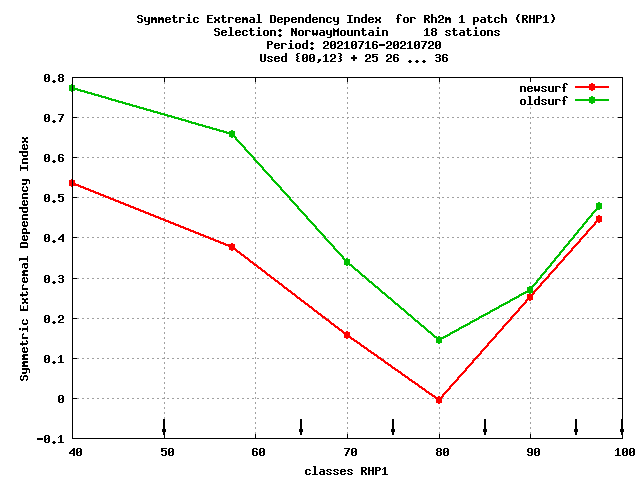 Symmetric Extremal Dependency Index  for Rh2m 1 patch (RHP1)
Selection: NorwayMountain     18 stations
Period: 20210716-20210720
Used {00,12} + 25 26 ... 36
newsurf
oldsurf
Symmetric Extremal Dependency Index
0.8
0.7
0.6
0.5
0.4
0.3
0.2
0.1
0
-0.1
40 50 60 70 80 90 100
classes RHP1